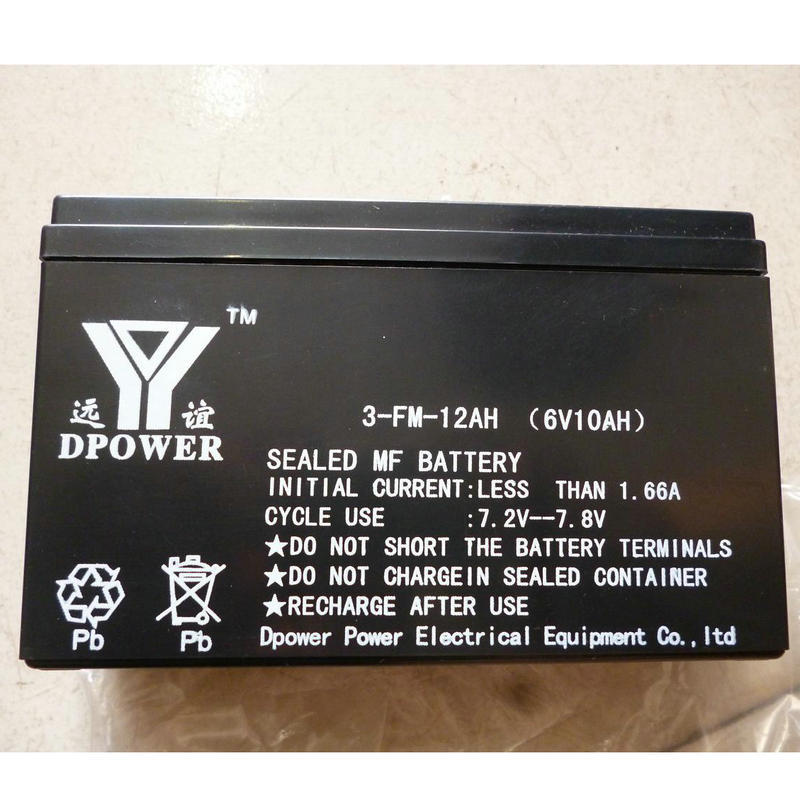 TM
远 谊
DPOWER
3-FM-12AH （6V10AH）
SEALED MF BATTERY
INITIAL CURRENT:LESS THAN 1.66A
CYCLE USE :7.2V--7.8V
★DO NOT SHORT THE BATTERY TERMINALS
★DO NOT CHARGEIN SEALED CONTAINER
★RECHARGE AFTER USE
Pb Pb
Dpower Power Electrical Equipment Co.,ltd